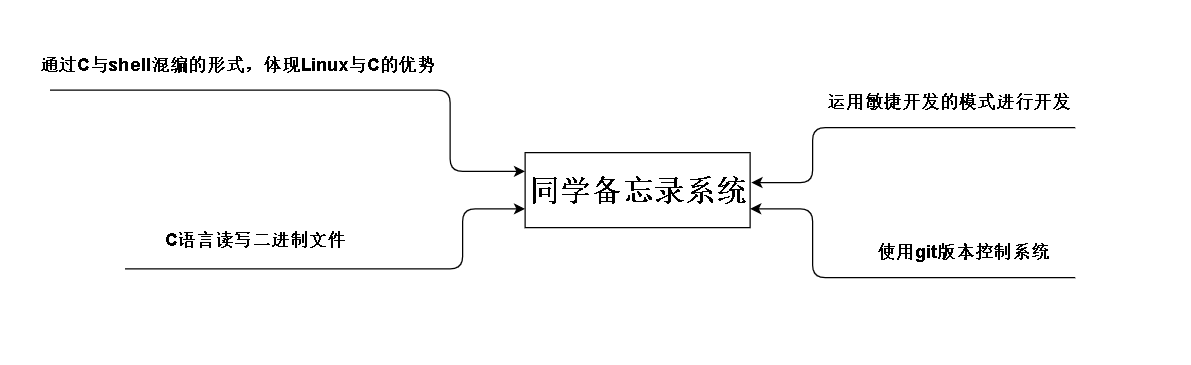 通过C与shell混编的形式，体现Linux与C的优势
运用敏捷开发的模式进行开发
同学备忘录系统
C语言读写二进制文件
使用git版本控制系统